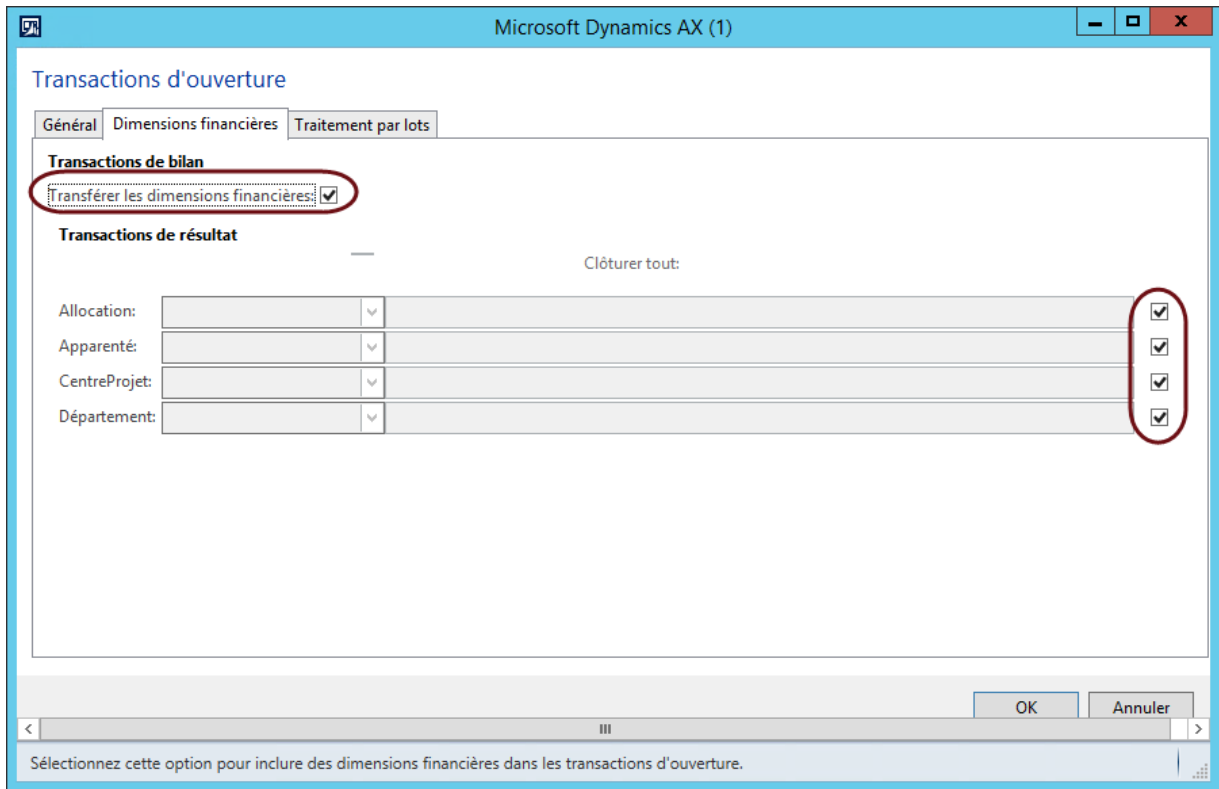 Microsoft Dynamics AX (1)
Transactions d'ouverture
Général Dimensions financières Traitement par lots
Transactions de bilan
Transférer les dimensions financières:
Transactions de résultat
Clôturer tout:
Allocation:
Apparenté:
CentreProjet:
Département:
OK Annuler
Sélectionnez cette option pour inclure des dimensions financières dans les transactions d'ouverture.